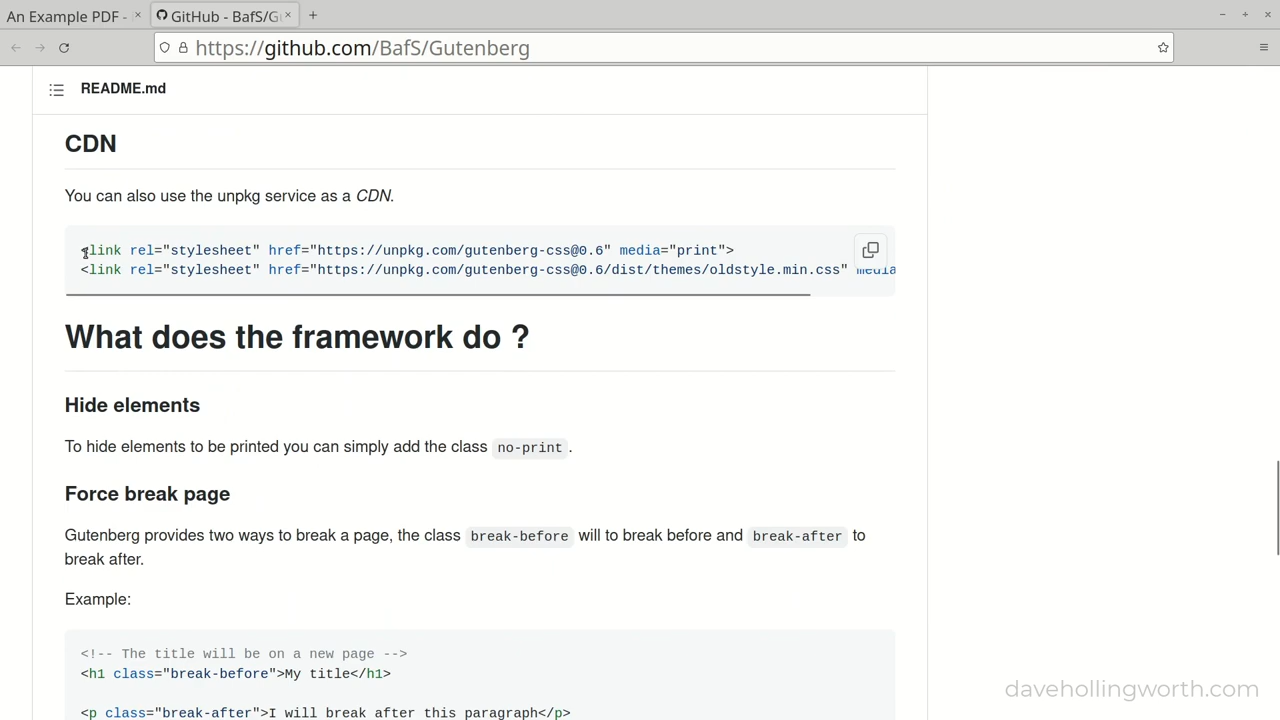 An Example PDF -
GitHub - BafS/G
https://github.com/BafS/Gutenberg
README.md
CDN
You can also use the unpkg service as a CDN.
<link rel="stylesheet" href="https://unpkg.com/gutenberg-css@0.6" media="print">
<link rel="stylesheet" href="https://unpkg.com/gutenberg-css@0.6/dist/themes/oldstyle.min.css" media
What does the framework do ?
Hide elements
To hide elements to be printed you can simply add the class no-print.
Force break page
Gutenberg provides two ways to break a page, the class break-before will to break before and break-after to
break after.
Example:
<!-- The title will be on a new page -->
<h1 class="break-before">My title</h1>
<p class="break-after">I will break after this paragraph</p>
davehollingworth.com